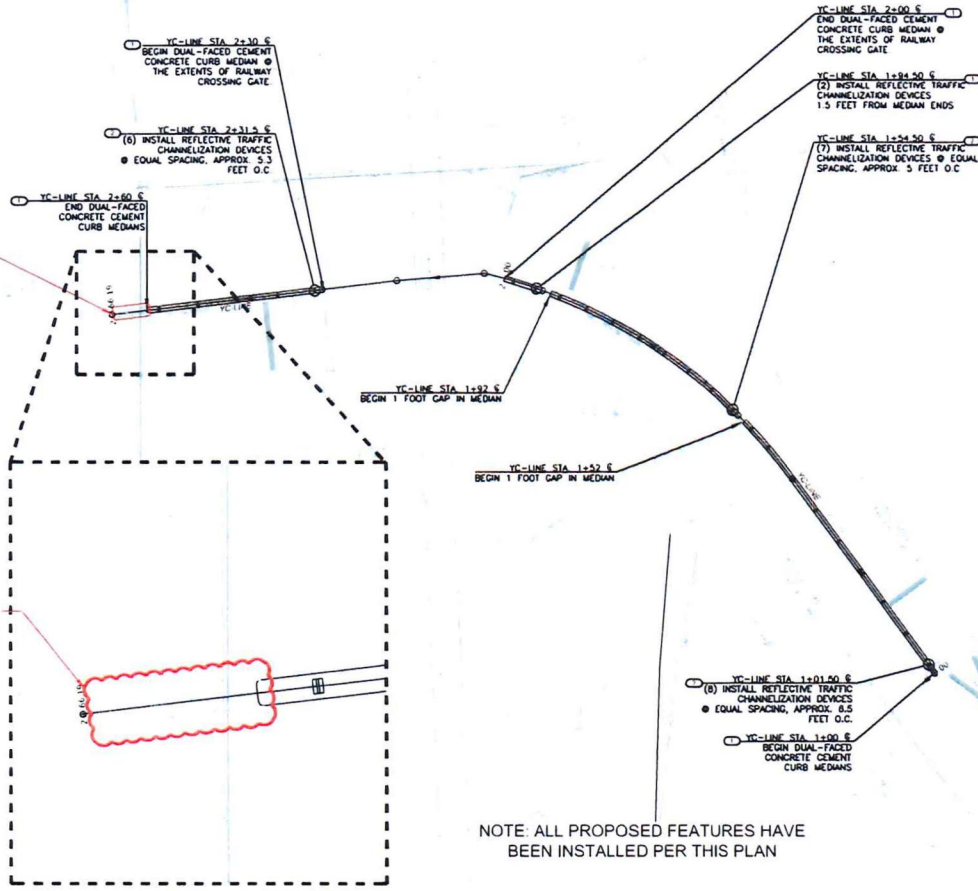 YC-LINE STA. 2+00 ℄
END DUAL-FACED CEMENT
CONCRETE CURB MEDIAN @
THE EXTENTS OF RAILWAY
CROSSING GATE
YC-LINE STA. 2+30 ℄
BEGIN DUAL-FACED CEMENT
CONCRETE CURB MEDIAN @
THE EXTENTS OF RAILWAY
CROSSING GATE
YC-LINE STA. 1+94.50 ℄
(2) INSTALL REFLECTIVE TRAFFIC
CHANNELIZATION DEVICES
1.5 FEET FROM MEDIAN ENDS
YC-LINE STA. 2+31.5 ℄
(6) INSTALL REFLECTIVE TRAFFIC
CHANNELIZATION DEVICES
@ EQUAL SPACING, APPROX. 5.3
FEET O.C.
YC-LINE STA. 1+54.50 ℄
(7) INSTALL REFLECTIVE TRAFFIC
CHANNELIZATION DEVICES @ EQUAL
SPACING, APPROX. 5 FEET O.C
YC-LINE STA. 2+60 ℄
END DUAL-FACED
CONCRETE CEMENT
CURB MEDIANS
YC-LINE
YC-LINE STA. 1+92 ℄
BEGIN 1 FOOT GAP IN MEDIAN
YC-LINE STA. 1+52 ℄
BEGIN 1 FOOT GAP IN MEDIAN
YC-LINE
YC-LINE STA. 1+01.50 ℄
(8) INSTALL REFLECTIVE TRAFFIC
CHANNELIZATION DEVICES
@ EQUAL SPACING, APPROX. 6.5
FEET O.C.
YC-LINE STA. 1+00 ℄
BEGIN DUAL-FACED
CONCRETE CEMENT
CURB MEDIANS
NOTE: ALL PROPOSED FEATURES HAVE
BEEN INSTALLED PER THIS PLAN